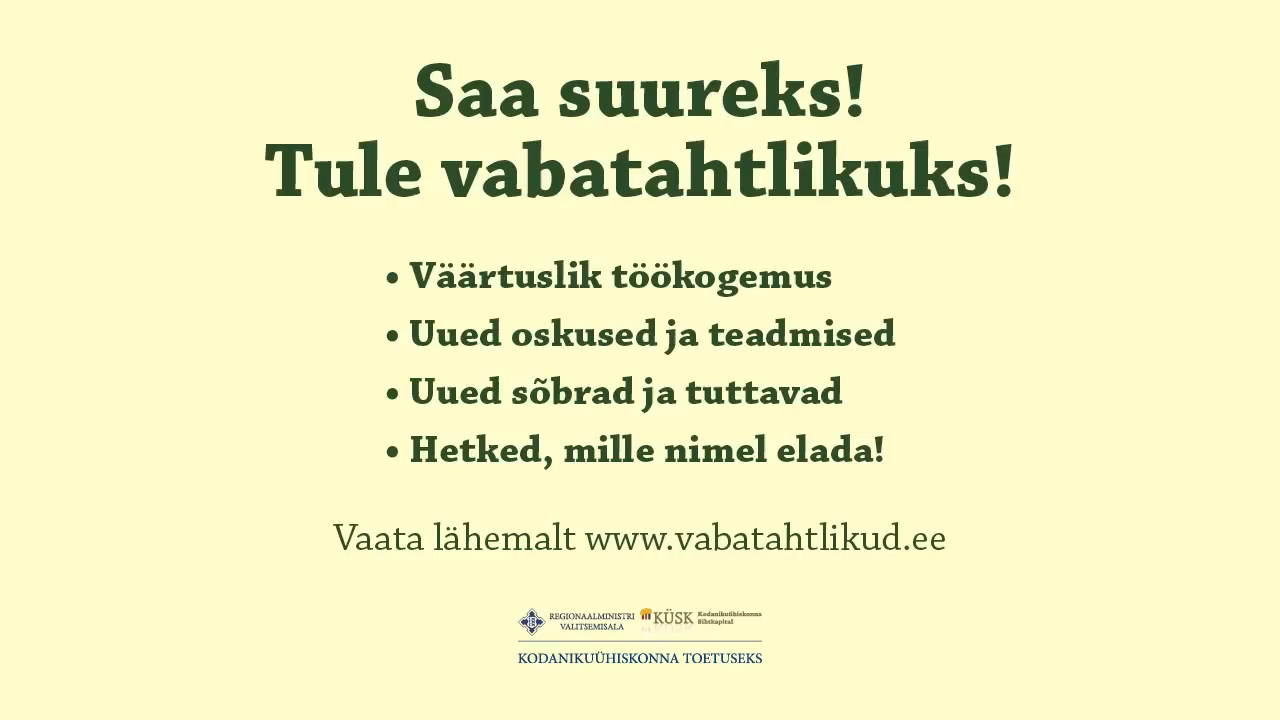 Saa suureks!
Tule vabatahtlikuks!
• Väärtuslik töökogemus
• Uued oskused ja teadmised
• Uued sõbrad ja tuttavad
• Hetked, mille nimel elada!
Vaata lähemalt www.vabatahtlikud.ee
REGIONAALMINISTRI
VALITSEMISALA
KÜSK
Kodanikuühiskonna
Sihtkapital
KODANIKUÜHISKONNA TOETUSEKS